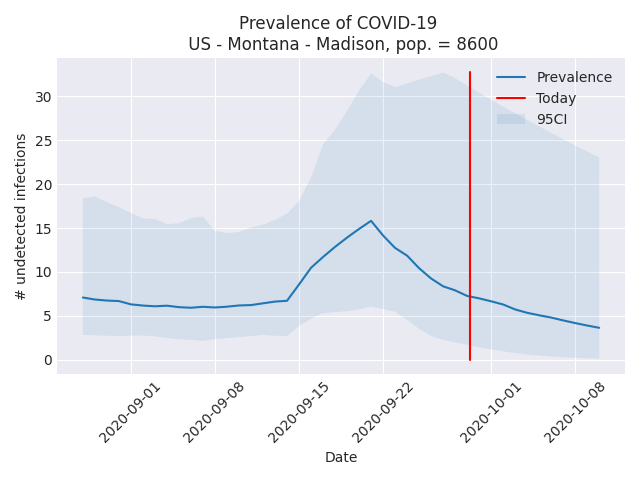 Prevalence of COVID-19
US - Montana - Madison, pop. = 8600
Prevalence
Today
95CI
30
25
20
15
10
5
0
# undetected infections
2020-09-01
2020-09-08
2020-09-15
2020-09-22
2020-10-01
2020-10-08
Date